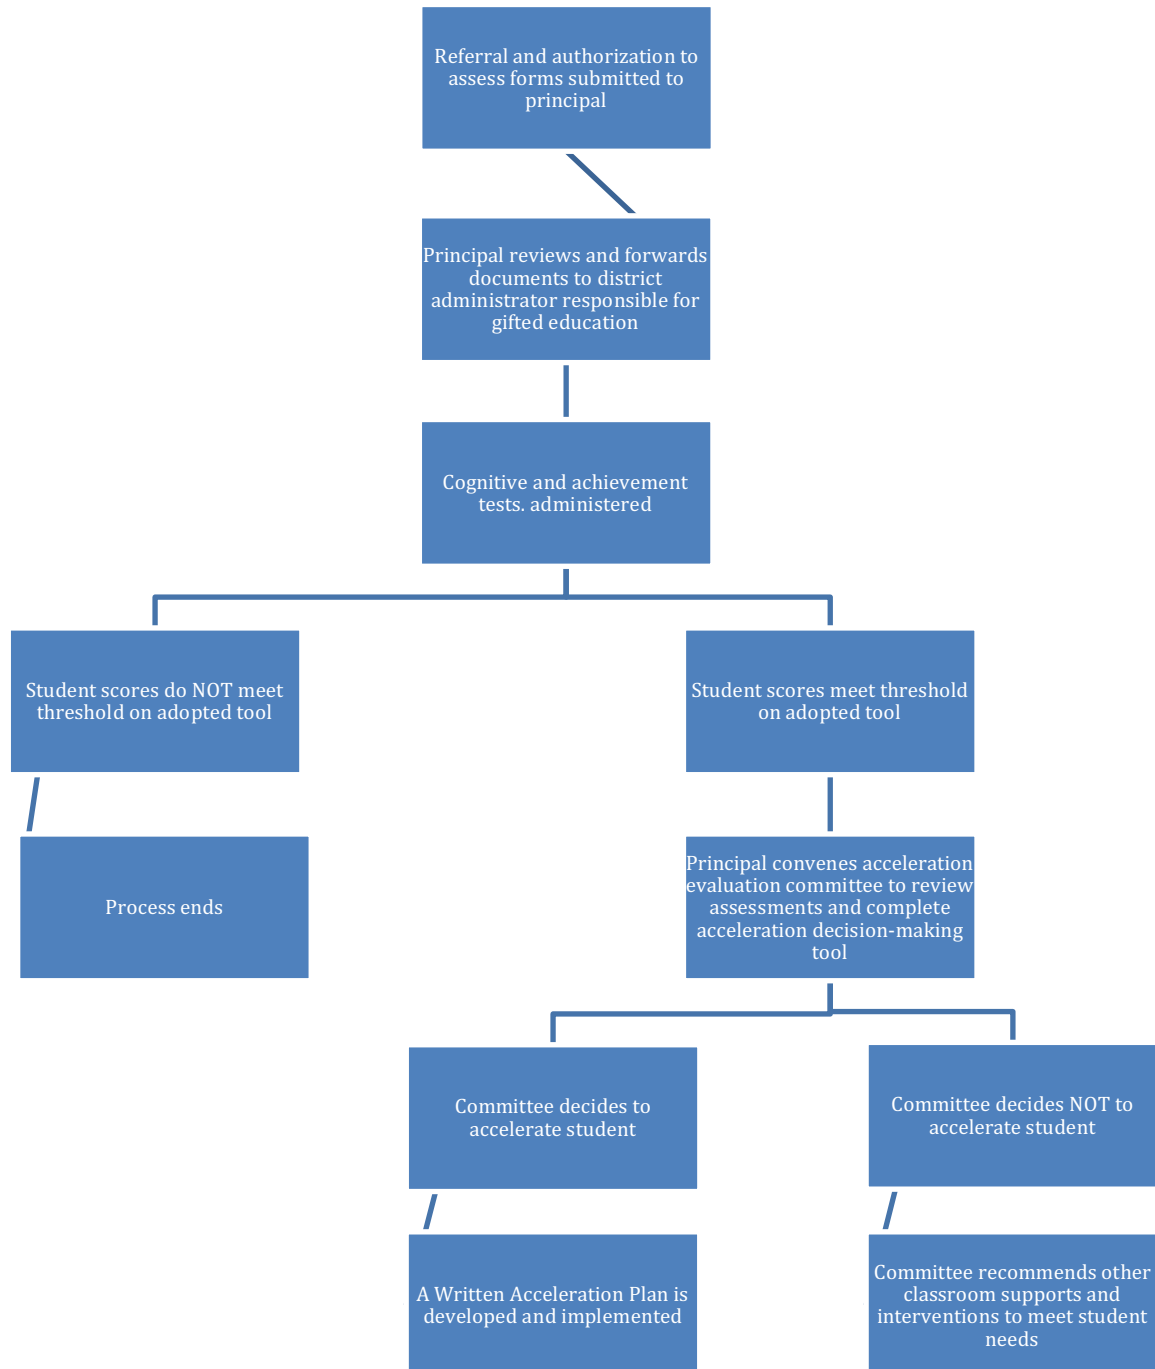 Referral and authorization to
assess forms submitted to
principal
Principal reviews and forwards
documents to district
administrator responsible for
gifted education
Cognitive and achievement
tests. administered
Student scores do NOT meet
threshold on adopted tool
Student scores meet threshold
on adopted tool
Process ends
Principal convenes acceleration
evaluation committee to review
assessments and complete
acceleration decision-making
tool
Committee decides to
accelerate student
Committee decides NOT to
accelerate student
A Written Acceleration Plan is
developed and implemented
Committee recommends other
classroom supports and
interventions to meet student
needs